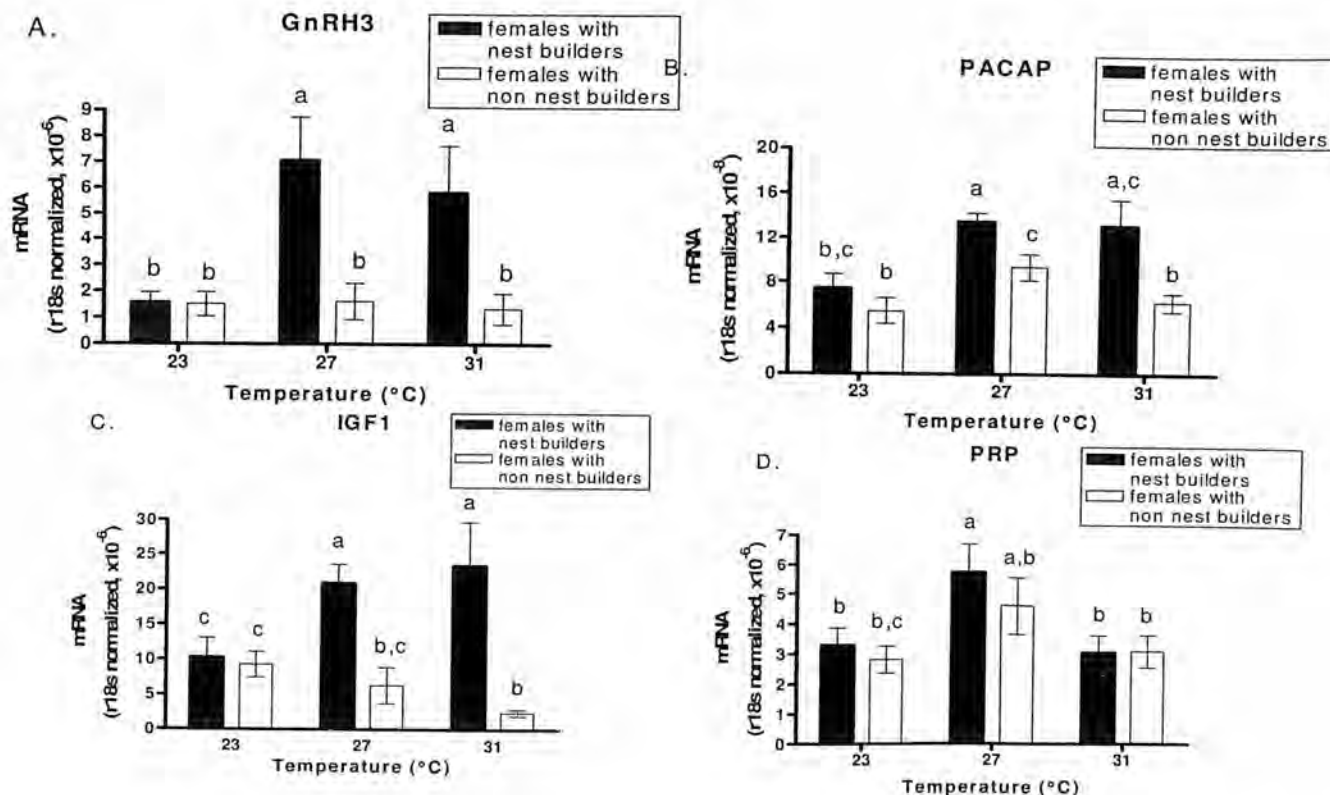 A.
GnRH3
females with
nest builders
females with
non nest builders
mRNA
(r18s normalized, x10-6)
9
8
7
6
5
4
3
2
1
0
b
b
a
b
a
b
23
27
31
Temperature (°C)
B.
PACAP
females with
nest builders
females with
non nest builders
mRNA
(r18s normalized, x10-8)
20
16
12
8
4
0
b,c
b
a
c
a,c
b
23
27
31
Temperature (°C)
C.
IGF1
females with
nest builders
females with
non nest builders
mRNA
(r18s normalized, x10-6)
30
25
20
15
10
5
0
c
c
a
b,c
a
b
23
27
31
Temperature (°C)
D.
PRP
females with
nest builders
females with
non nest builders
mRNA
(r18s normalized, x10-6)
7
6
5
4
3
2
1
0
b
b,c
a
a,b
b
b
23
27
31
Temperature (°C)